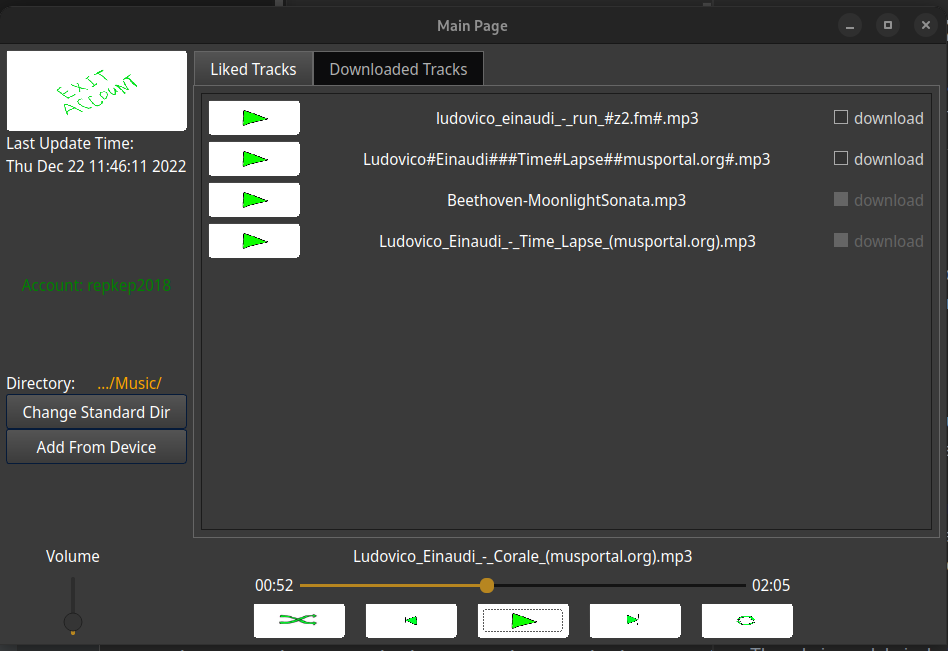 Main Page
EXIT
ACCOUNT
Liked Tracks
Downloaded Tracks
Last Update Time:
Thu Dec 22 11:46:11 2022
ludovico_einaudi_-_run_#z2.fm#.mp3
download
Ludovico#Einaudi###Time#Lapse##musportal.org#.mp3
download
Beethoven-MoonlightSonata.mp3
download
Ludovico_Einaudi_-_Time_Lapse_(musportal.org).mp3
download
Account: repkep2018
Directory: .../Music/
Change Standard Dir
Add From Device
Volume
Ludovico_Einaudi_-_Corale_(musportal.org).mp3
00:52
02:05